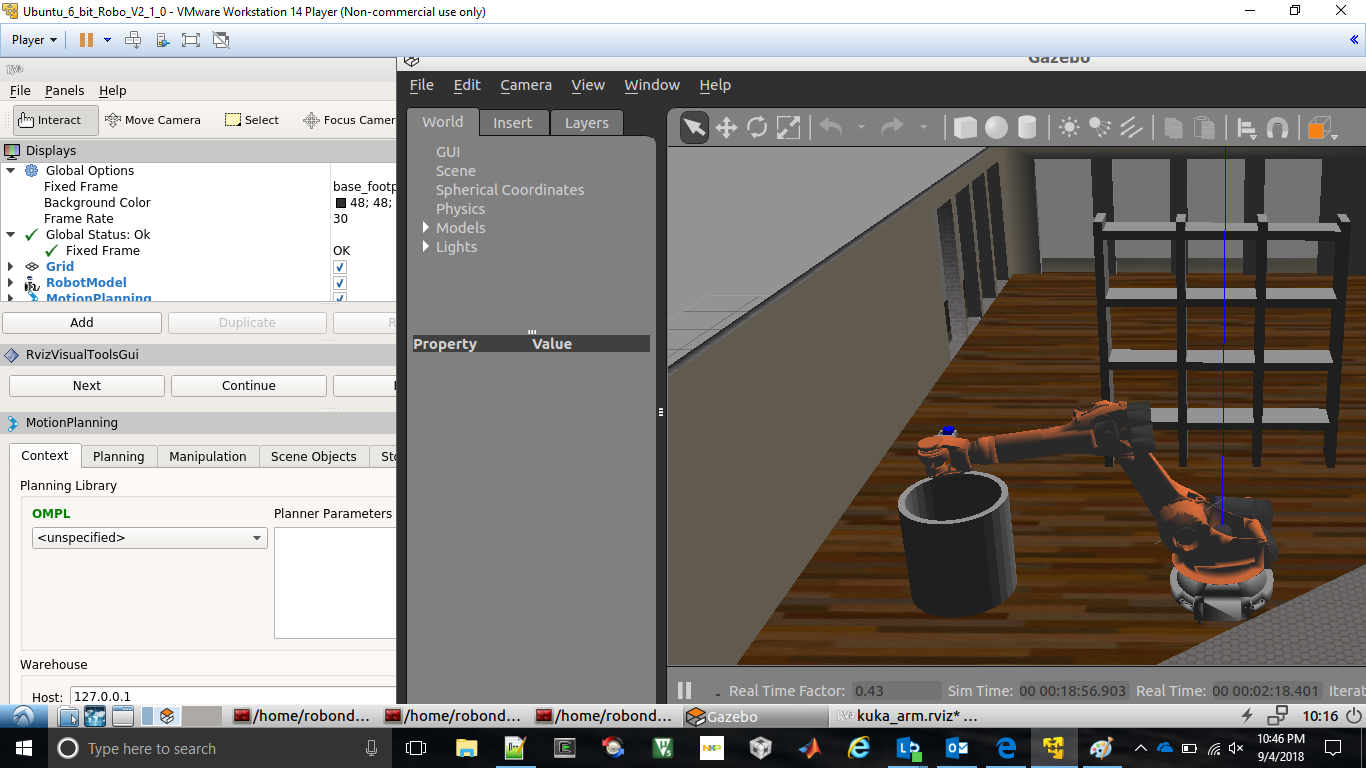 Ubuntu_6_bit_Robo_V2_1_0 - VMware Workstation 14 Player (Non-commercial use only)
Player
RViz
File Panels Help
Interact Move Camera Select Focus Camer
Displays
Global Options
Fixed Frame base_footp
Background Color 48; 48;
Frame Rate 30
Global Status: Ok
Fixed Frame OK
Grid
RobotModel
MotionPlanning
Add Duplicate R
RvizVisualToolsGui
Next Continue
MotionPlanning
Context Planning Manipulation Scene Objects Sto
Planning Library
OMPL Planner Parameters
<unspecified>
Warehouse
Host: 127.0.0.1
Gazebo
File Edit Camera View Window Help
World Insert Layers
GUI
Scene
Spherical Coordinates
Physics
Models
Lights
Property Value
Real Time Factor: 0.43 Sim Time: 00 00:18:56.903 Real Time: 00 00:02:18.401 Iterat
/home/robond... /home/robond... /home/robond... Gazebo RViz kuka_arm.rviz* ... 10:16
Type here to search
10:46 PM
9/4/2018